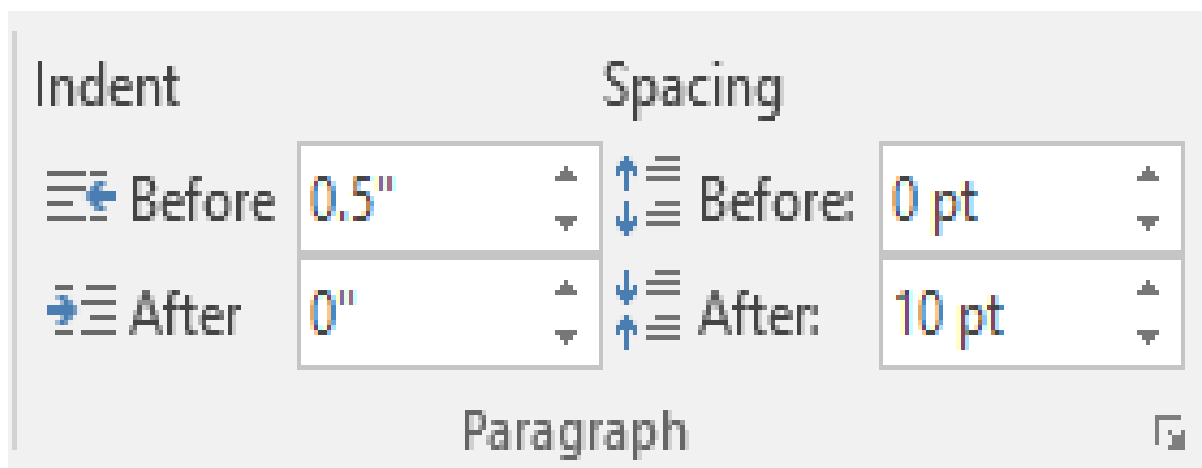 Indent Spacing
Before 0.5" Before: 0 pt
After 0" After: 10 pt
Paragraph